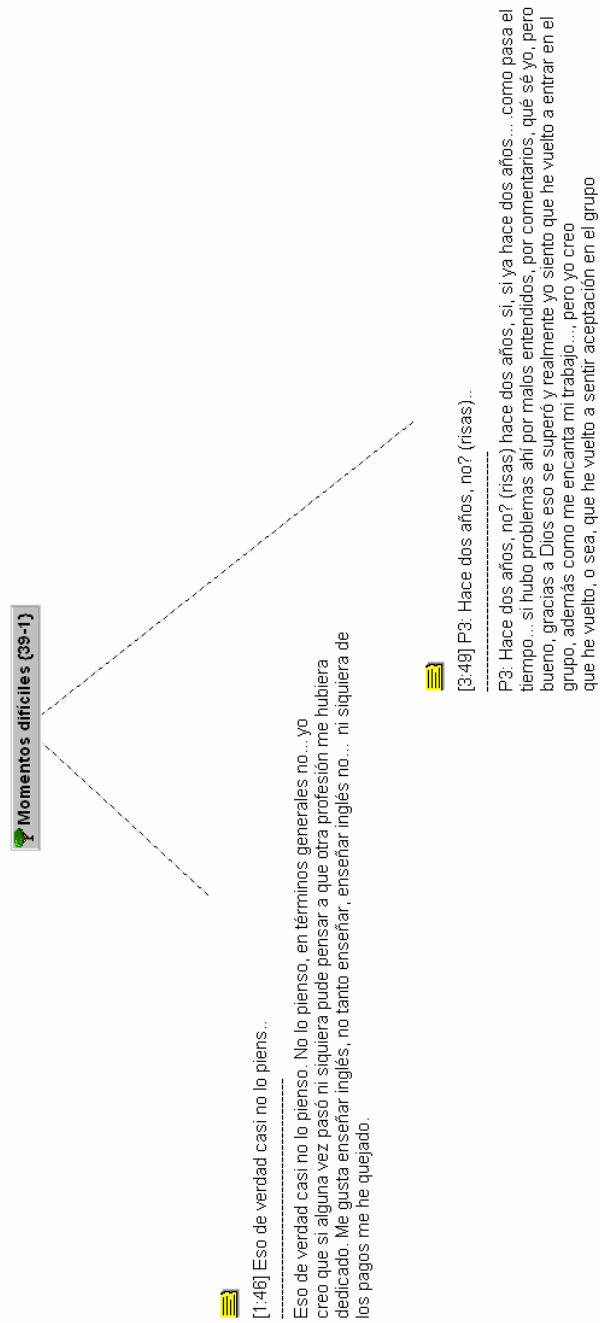 Momentos difíciles {39-1}
[1:46] Eso de verdad casi no lo piens..
Eso de verdad casi no lo pienso. No lo pienso, en términos generales no... yo
creo que si alguna vez pasó ni siquiera pude pensar a que otra profesión me hubiera
dedicado. Me gusta enseñar inglés, no tanto enseñar, enseñar inglés no... ni siquiera de
los pagos me he quejado.
[3:49] P3: Hace dos años, no? (risas)..
P3: Hace dos años, no? (risas) hace dos años, si, si ya hace dos años... .como pasa el
tiempo... si hubo problemas ahí por malos entendidos, por comentarios, qué sé yo, pero
bueno, gracias a Dios eso se superó y realmente yo siento que he vuelto a entrar en el
grupo, además como me encanta mi trabajo..., pero yo creo
que he vuelto, o sea, que he vuelto a sentir aceptación en el grupo